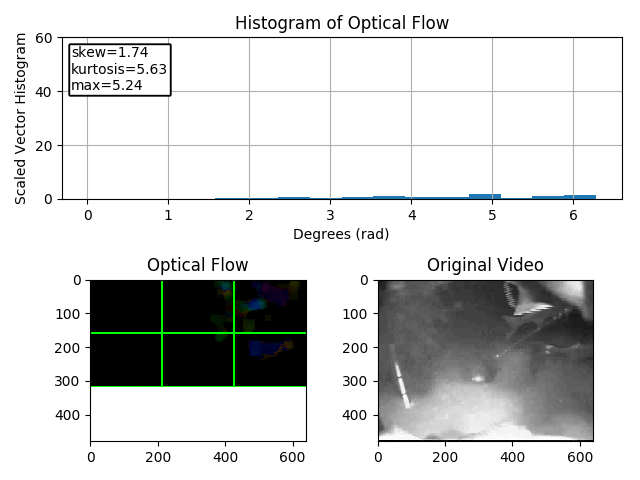 Histogram of Optical Flow
Scaled Vector Histogram
60
40
20
0
skew=1.74
kurtosis=5.63
max=5.24
0 1 2 3 4 5 6
Degrees (rad)
Optical Flow
0
100
200
300
400
0 200 400 600
Original Video
0
100
200
300
400
0 200 400 600